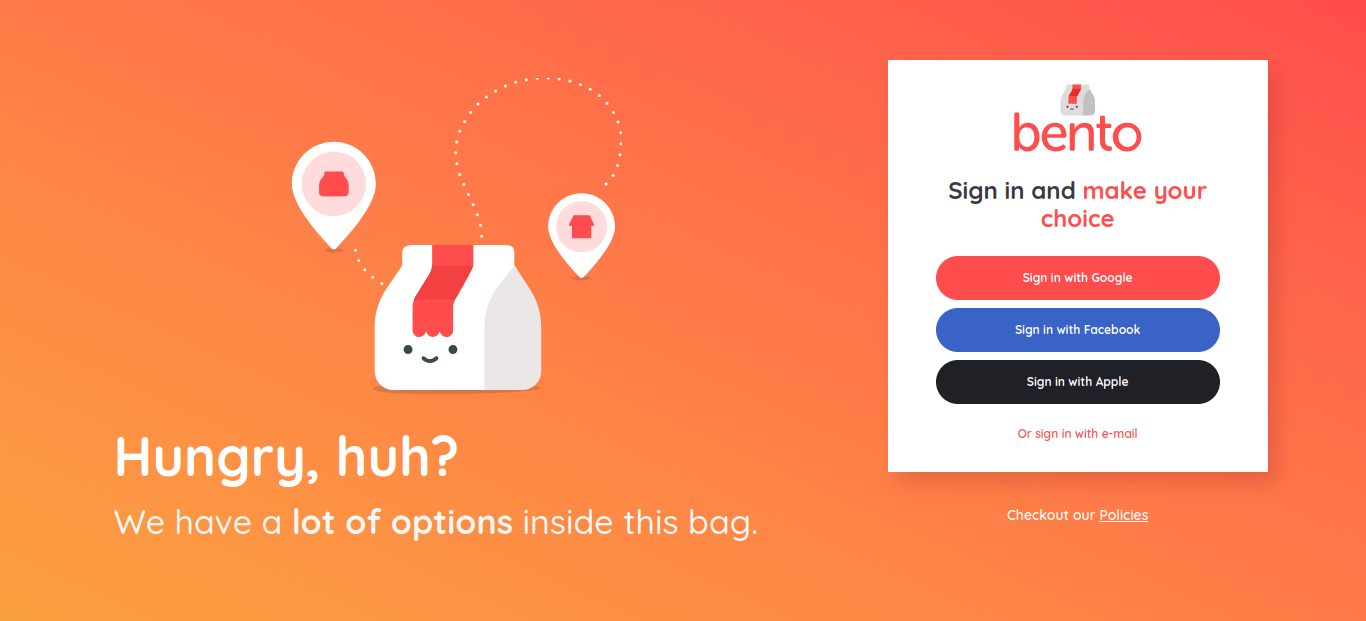 Hungry, huh?
We have a lot of options inside this bag.
bento
Sign in and make your
choice
Sign in with Google
Sign in with Facebook
Sign in with Apple
Or sign in with e-mail
Checkout our Policies